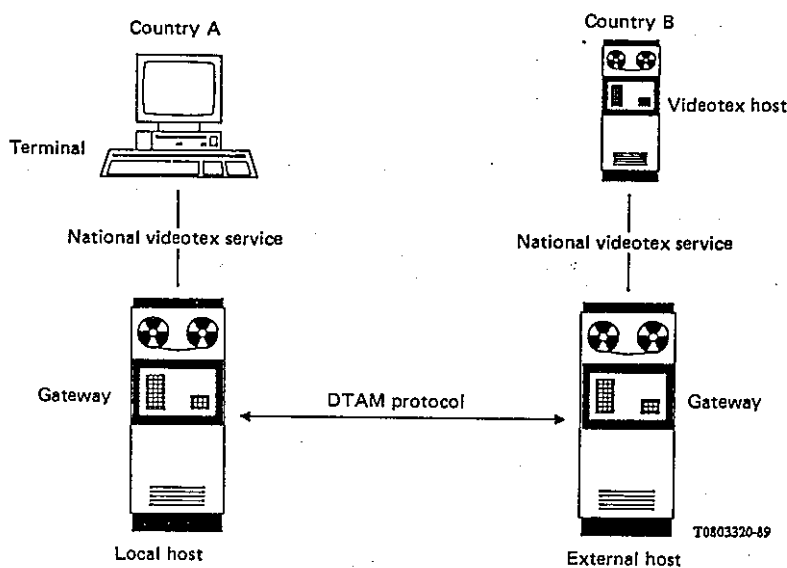 Country A
Country B
Videotex host
Terminal
National videotex service
National videotex service
Gateway
DTAM protocol
Gateway
T0803320-89
Local host
External host